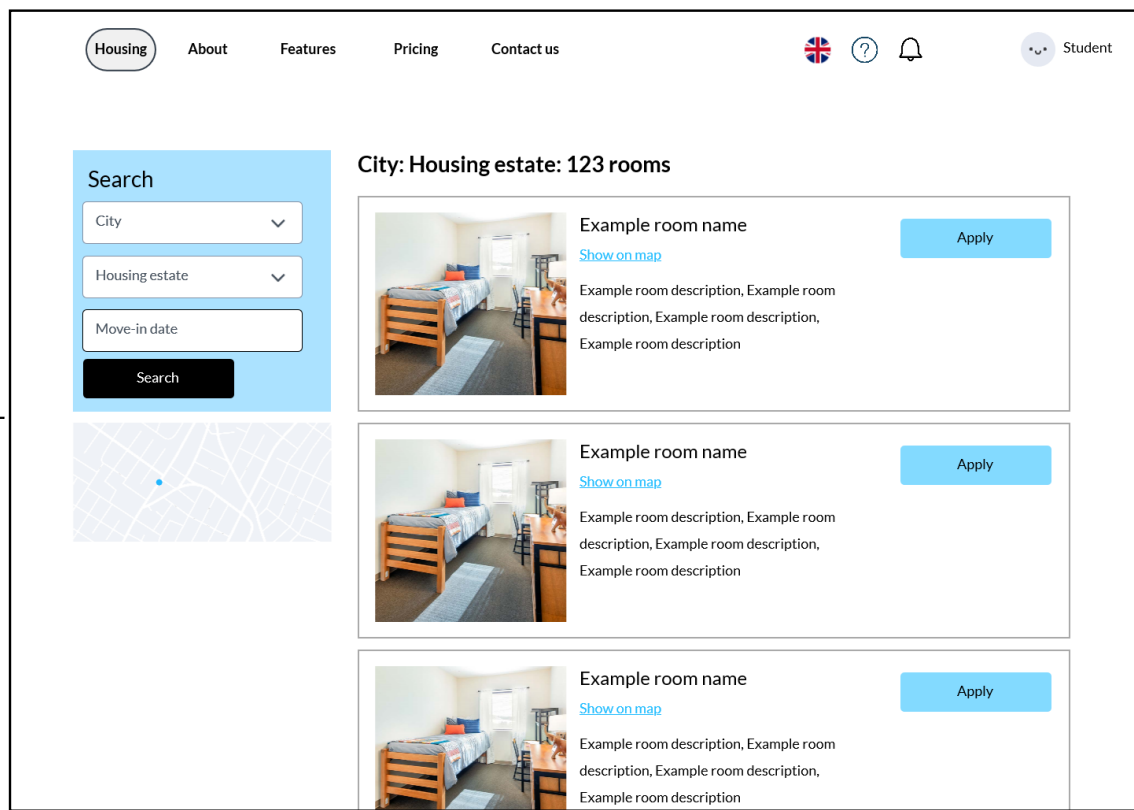 Housing About Features Pricing Contact us Student
Search
City
Housing estate
Move-in date
Search
City: Housing estate: 123 rooms
Example room name
Show on map
Example room description, Example room
description, Example room description,
Example room description
Apply
Example room name
Show on map
Example room description, Example room
description, Example room description,
Example room description
Apply
Example room name
Show on map
Example room description, Example room
description, Example room description,
Example room description
Apply